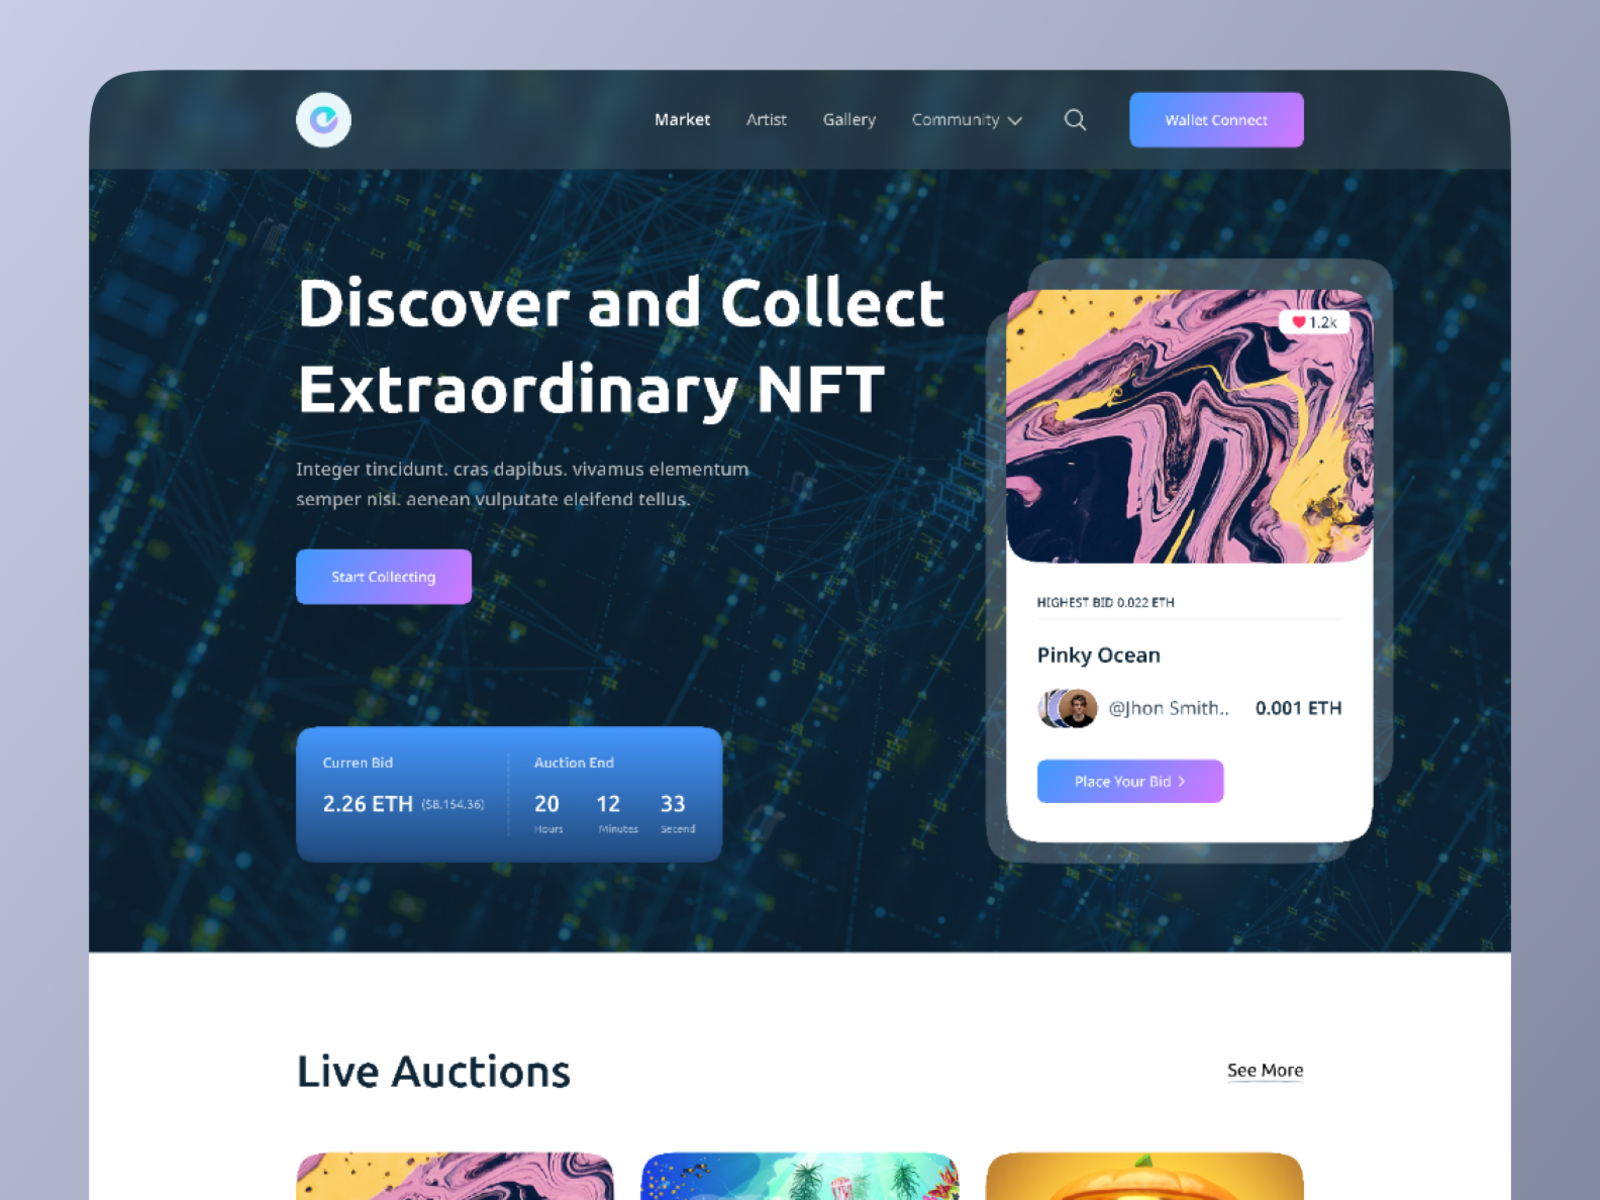 Market Artist Gallery Community Wallet Connect
Discover and Collect
Extraordinary NFT
Integer tincidunt. cras dapibus. vivamus elementum
semper nisi. aenean vulputate eleifend tellus.
Start Collecting
Curren Bid
2.26 ETH ($8.154.36)
Auction End
20 12 33
Hours Minutes Secend
1.2k
HIGHEST BID 0.022 ETH
Pinky Ocean
@Jhon Smith.. 0.001 ETH
Place Your Bid
Live Auctions
See More